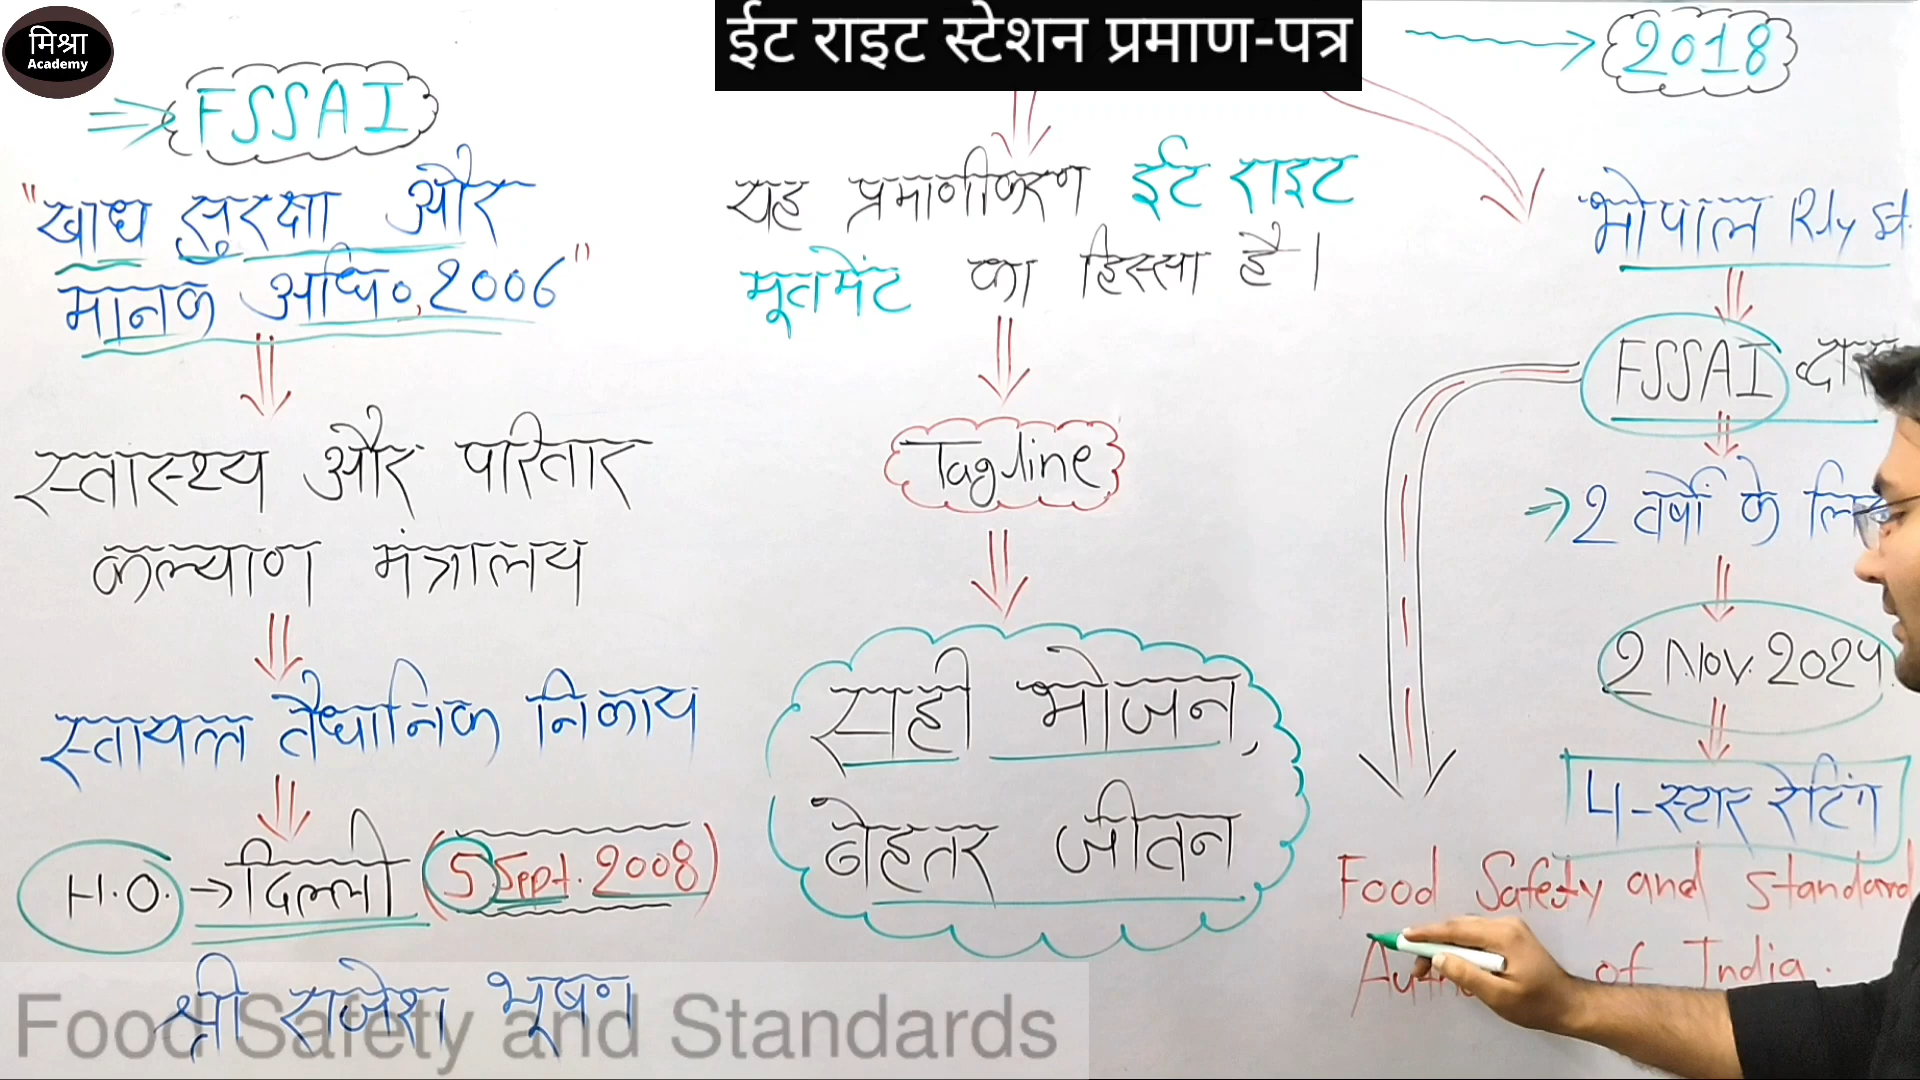 मिश्रा
Academy
ईट राइट स्टेशन प्रमाण-पत्र
2018
FSSAI
"खाद्य सुरक्षा और
मानक अधि०, 2006"
स्वास्थ्य और परिवार
कल्याण मंत्रालय
स्वायत्त वैधानिक निकाय
H.O. → दिल्ली (5 Sept. 2008)
श्री राजेश भूषण
यह प्रमाणीकरण ईट राइट
मूवमेंट का हिस्सा है।
Tagline
सही भोजन,
बेहतर जीवन
भोपाल Rly St.
FSSAI
2 वर्षों के
2 Nov. 2024
4-स्टार रेटिंग
Food Safety and Standard
of India.
Food Safety and Standards